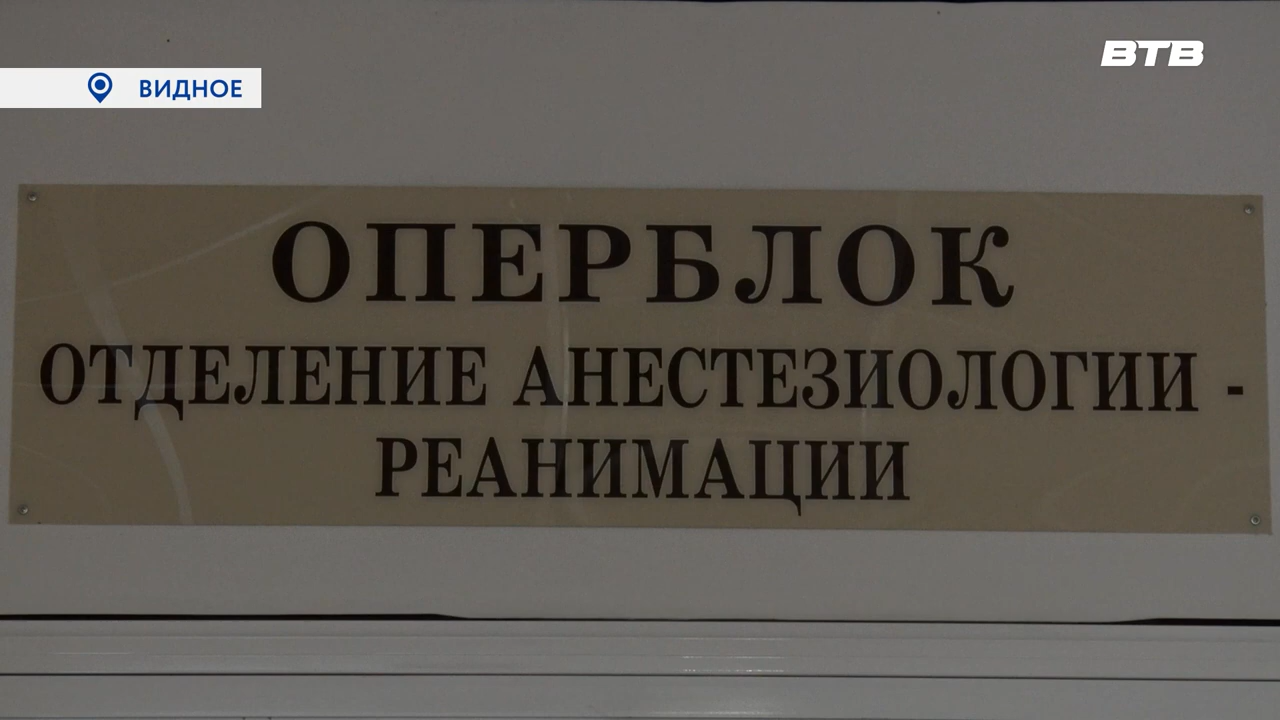 ВТВ
ВИДНОЕ
ОПЕРБЛОК
ОТДЕЛЕНИЕ АНЕСТЕЗИОЛОГИИ -
РЕАНИМАЦИИ